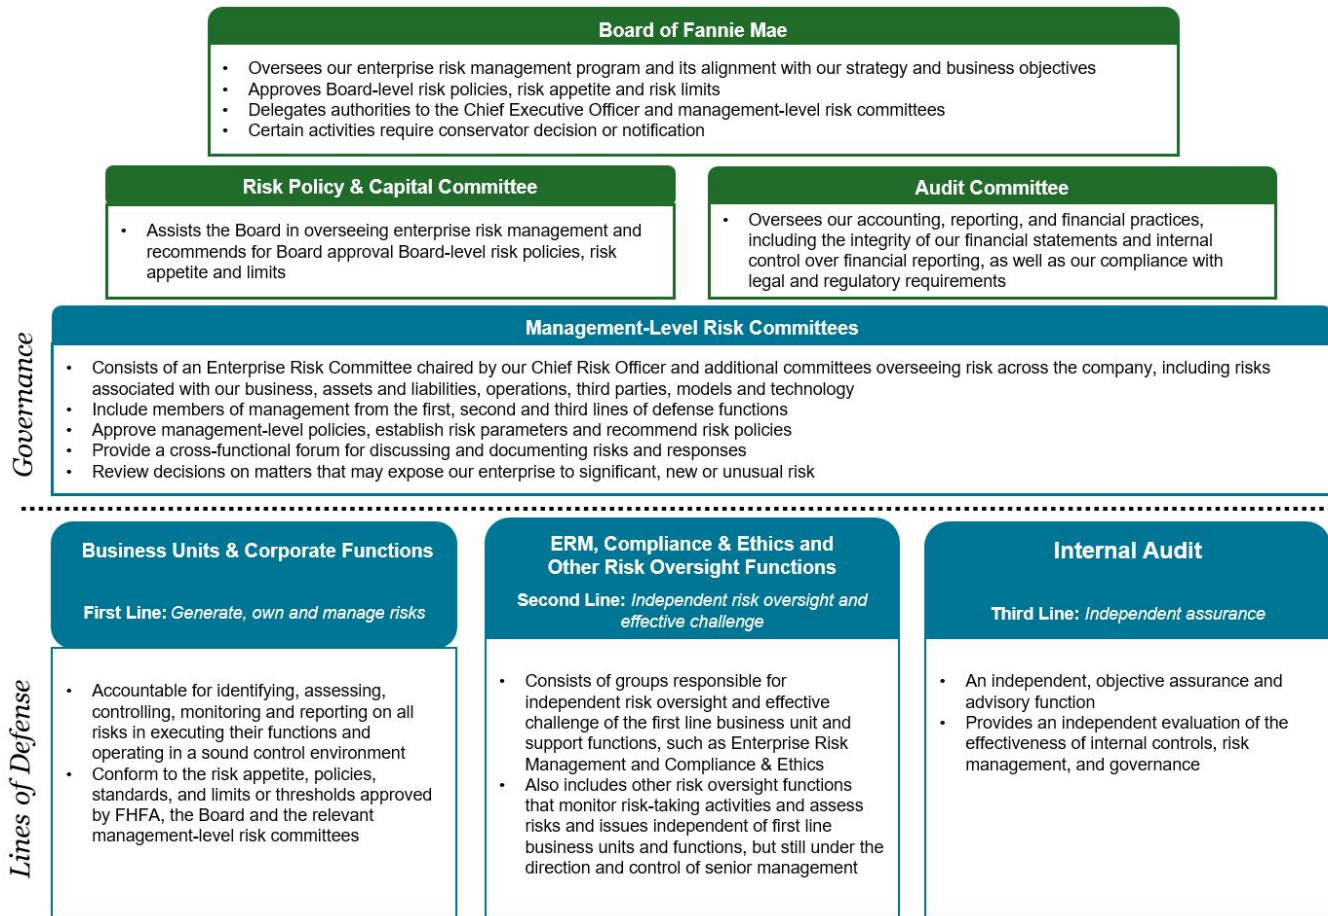 Board of Fannie Mae
• Oversees our enterprise risk management program and its alignment with our strategy and business objectives
• Approves Board-level risk policies, risk appetite and risk limits
• Delegates authorities to the Chief Executive Officer and management-level risk committees
• Certain activities require conservator decision or notification
Risk Policy & Capital Committee
• Assists the Board in overseeing enterprise risk management and
recommends for Board approval Board-level risk policies, risk
appetite and limits
Audit Committee
• Oversees our accounting, reporting, and financial practices,
including the integrity of our financial statements and internal
control over financial reporting, as well as our compliance with
legal and regulatory requirements
Governance
Management-Level Risk Committees
• Consists of an Enterprise Risk Committee chaired by our Chief Risk Officer and additional committees overseeing risk across the company, including risks
associated with our business, assets and liabilities, operations, third parties, models and technology
• Include members of management from the first, second and third lines of defense functions
• Approve management-level policies, establish risk parameters and recommend risk policies
• Provide a cross-functional forum for discussing and documenting risks and responses
• Review decisions on matters that may expose our enterprise to significant, new or unusual risk
Lines of Defense
Business Units & Corporate Functions
First Line: Generate, own and manage risks
• Accountable for identifying, assessing,
controlling, monitoring and reporting on all
risks in executing their functions and
operating in a sound control environment
• Conform to the risk appetite, policies,
standards, and limits or thresholds approved
by FHFA, the Board and the relevant
management-level risk committees
ERM, Compliance & Ethics and
Other Risk Oversight Functions
Second Line: Independent risk oversight and
effective challenge
• Consists of groups responsible for
independent risk oversight and effective
challenge of the first line business unit and
support functions, such as Enterprise Risk
Management and Compliance & Ethics
• Also includes other risk oversight functions
that monitor risk-taking activities and assess
risks and issues independent of first line
business units and functions, but still under the
direction and control of senior management
Internal Audit
Third Line: Independent assurance
• An independent, objective assurance and
advisory function
• Provides an independent evaluation of the
effectiveness of internal controls, risk
management, and governance